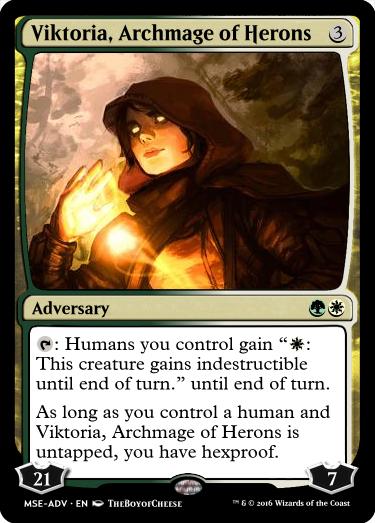 Viktoria, Archmage of Herons 3
Adversary
: Humans you control gain “ :
This creature gains indestructible
until end of turn.” until end of turn.
As long as you control a human and
Viktoria, Archmage of Herons is
untapped, you have hexproof.
21
7
MSE-ADV • EN TheBoyofCheese
™ & © 2016 Wizards of the Coast